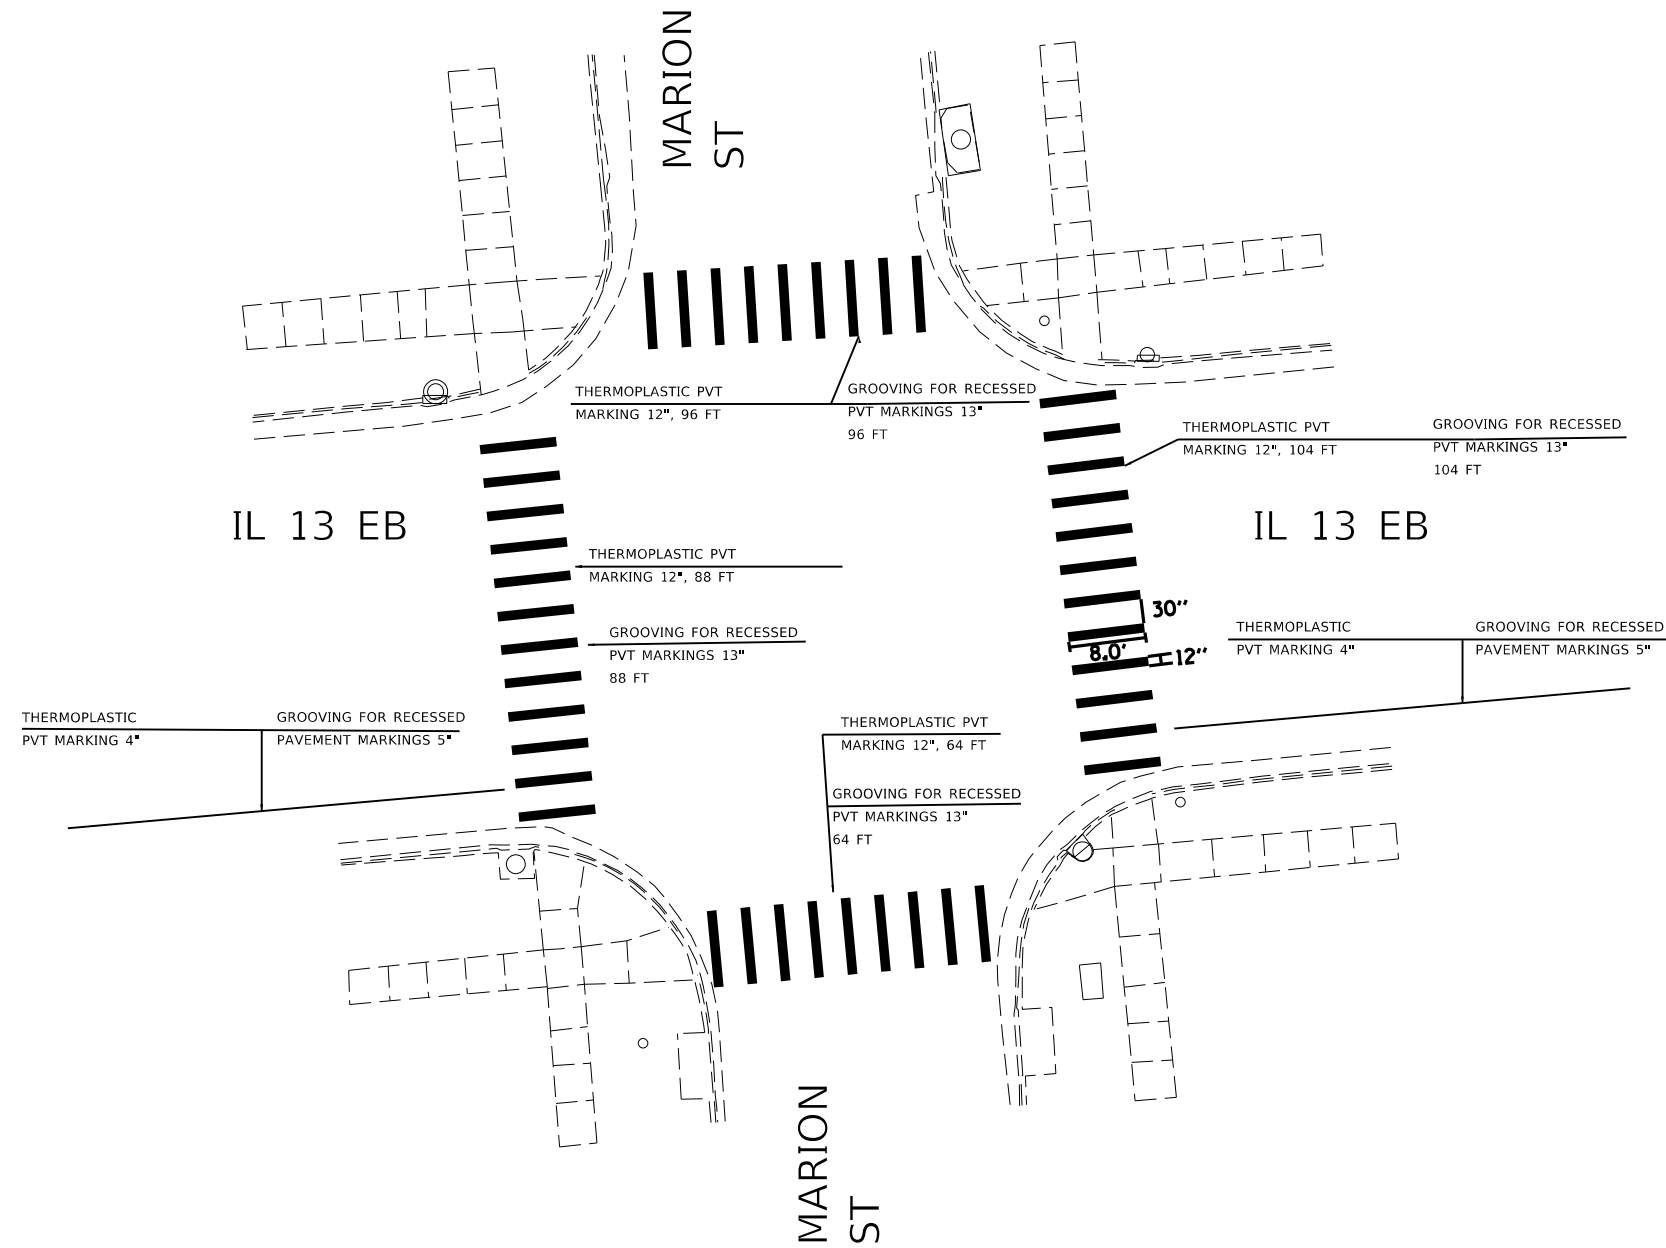 MARION
ST
THERMOPLASTIC PVT
MARKING 12", 96 FT
GROOVING FOR RECESSED
PVT MARKINGS 13"
96 FT
THERMOPLASTIC PVT
MARKING 12", 104 FT
GROOVING FOR RECESSED
PVT MARKINGS 13"
104 FT
IL 13 EB
IL 13 EB
THERMOPLASTIC PVT
MARKING 12", 88 FT
GROOVING FOR RECESSED
PVT MARKINGS 13"
88 FT
30"
8.0'
12"
THERMOPLASTIC
PVT MARKING 4"
GROOVING FOR RECESSED
PAVEMENT MARKINGS 5"
THERMOPLASTIC
PVT MARKING 4"
GROOVING FOR RECESSED
PAVEMENT MARKINGS 5"
THERMOPLASTIC PVT
MARKING 12", 64 FT
GROOVING FOR RECESSED
PVT MARKINGS 13"
64 FT
MARION
ST